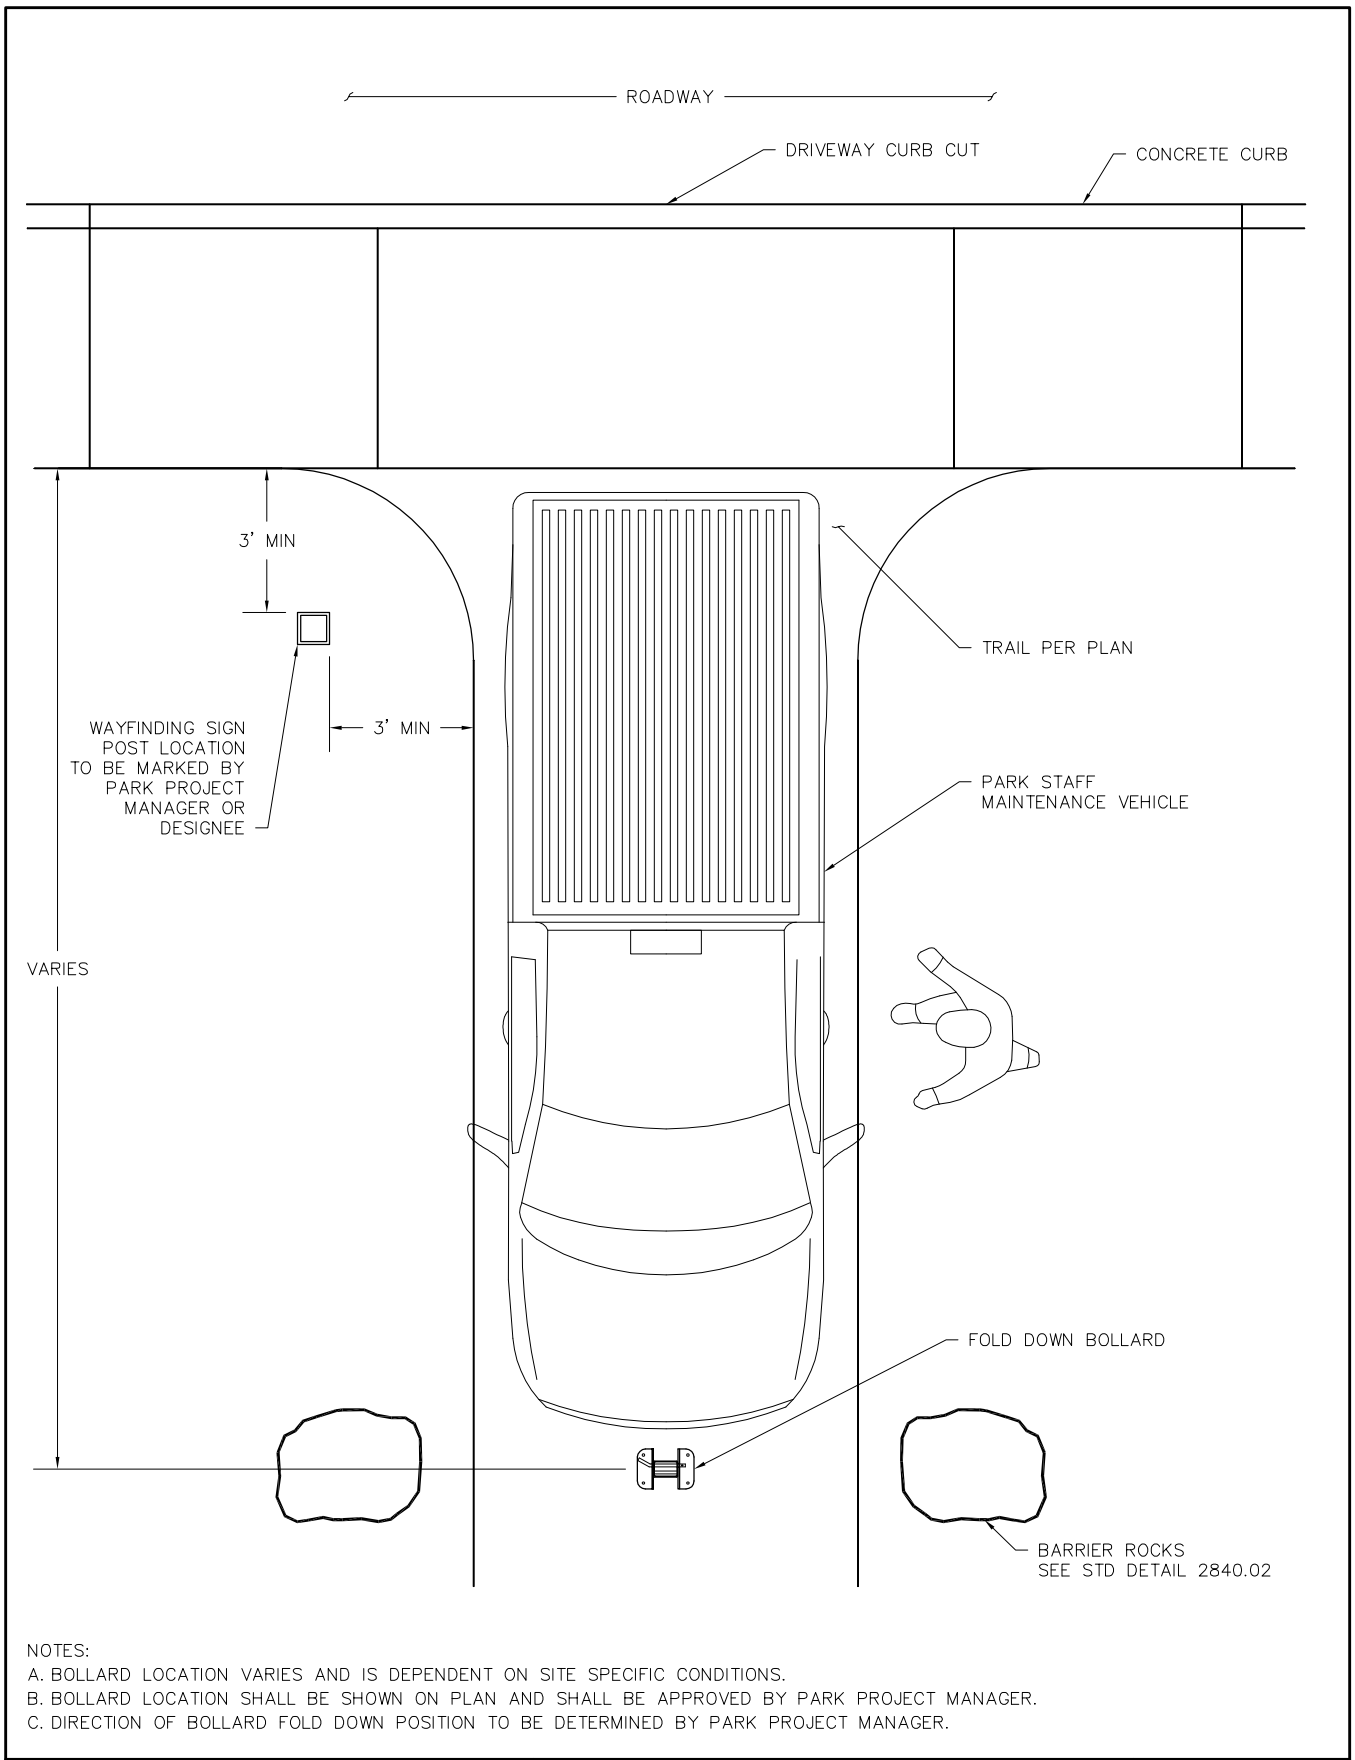 ROADWAY
DRIVEWAY CURB CUT
CONCRETE CURB
3' MIN
TRAIL PER PLAN
WAYFINDING SIGN
POST LOCATION
TO BE MARKED BY
PARK PROJECT
MANAGER OR
DESIGNEE
3' MIN
PARK STAFF
MAINTENANCE VEHICLE
VARIES
FOLD DOWN BOLLARD
BARRIER ROCKS
SEE STD DETAIL 2840.02
NOTES:
A. BOLLARD LOCATION VARIES AND IS DEPENDENT ON SITE SPECIFIC CONDITIONS.
B. BOLLARD LOCATION SHALL BE SHOWN ON PLAN AND SHALL BE APPROVED BY PARK PROJECT MANAGER.
C. DIRECTION OF BOLLARD FOLD DOWN POSITION TO BE DETERMINED BY PARK PROJECT MANAGER.